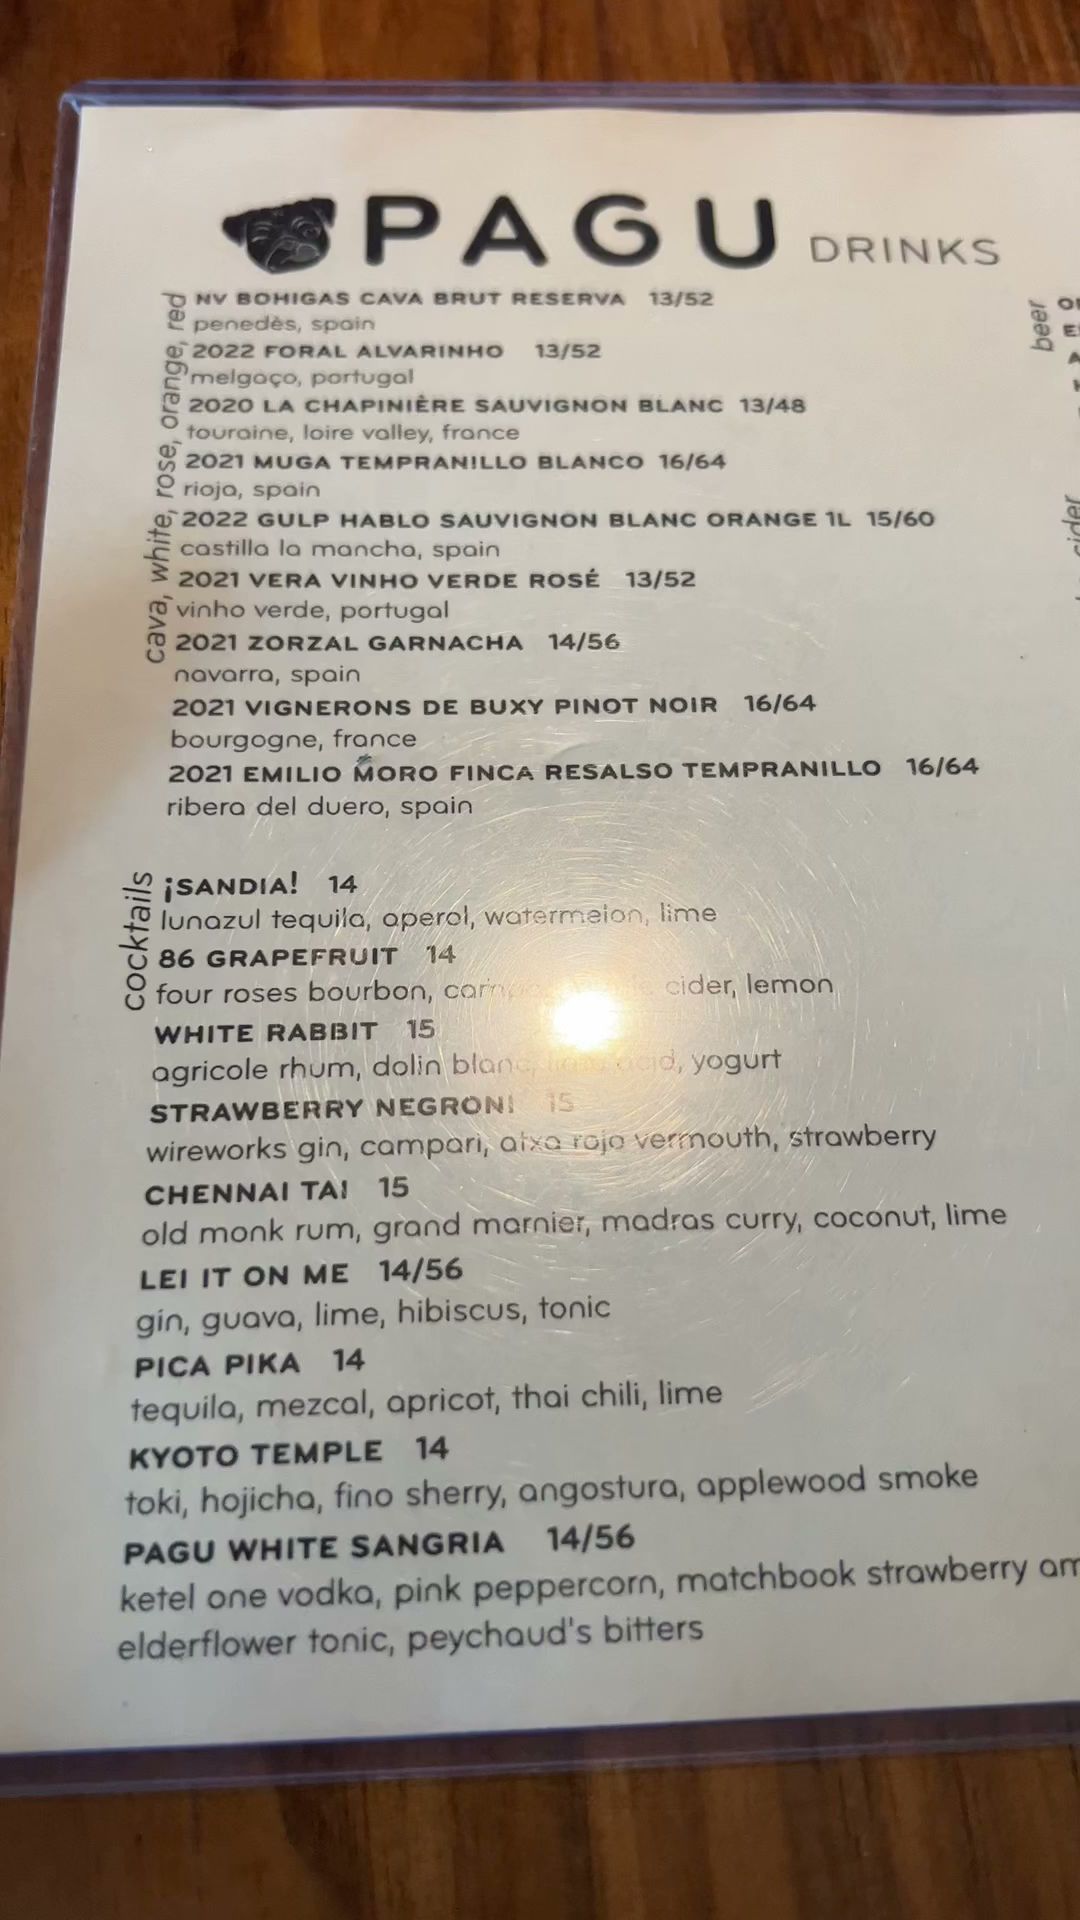 PAGU DRINKS
cava, white, rose, orange, red
NV BOHIGAS CAVA BRUT RESERVA 13/52
penedès, spain
2022 FORAL ALVARINHO 13/52
melgaço, portugal
2020 LA CHAPINIÈRE SAUVIGNON BLANC 13/48
touraine, loire valley, france
2021 MUGA TEMPRANILLO BLANCO 16/64
rioja, spain
2022 GULP HABLO SAUVIGNON BLANC ORANGE 1L 15/60
castilla la mancha, spain
2021 VERA VINHO VERDE ROSÉ 13/52
vinho verde, portugal
2021 ZORZAL GARNACHA 14/56
navarra, spain
2021 VIGNERONS DE BUXY PINOT NOIR 16/64
bourgogne, france
2021 EMILIO MORO FINCA RESALSO TEMPRANILLO 16/64
ribera del duero, spain
cocktails
¡SANDIA! 14
lunazul tequila, aperol, watermelon, lime
86 GRAPEFRUIT 14
four roses bourbon, cider, lemon
WHITE RABBIT 15
agricole rhum, dolin blanc, yogurt
STRAWBERRY NEGRONI 15
wireworks gin, campari, atxa rojo vermouth, strawberry
CHENNAI TAI 15
old monk rum, grand marnier, madras curry, coconut, lime
LEI IT ON ME 14/56
gin, guava, lime, hibiscus, tonic
PICA PIKA 14
tequila, mezcal, apricot, thai chili, lime
KYOTO TEMPLE 14
toki, hojicha, fino sherry, angostura, applewood smoke
PAGU WHITE SANGRIA 14/56
ketel one vodka, pink peppercorn, matchbook strawberry
elderflower tonic, peychaud's bitters
beer
cider